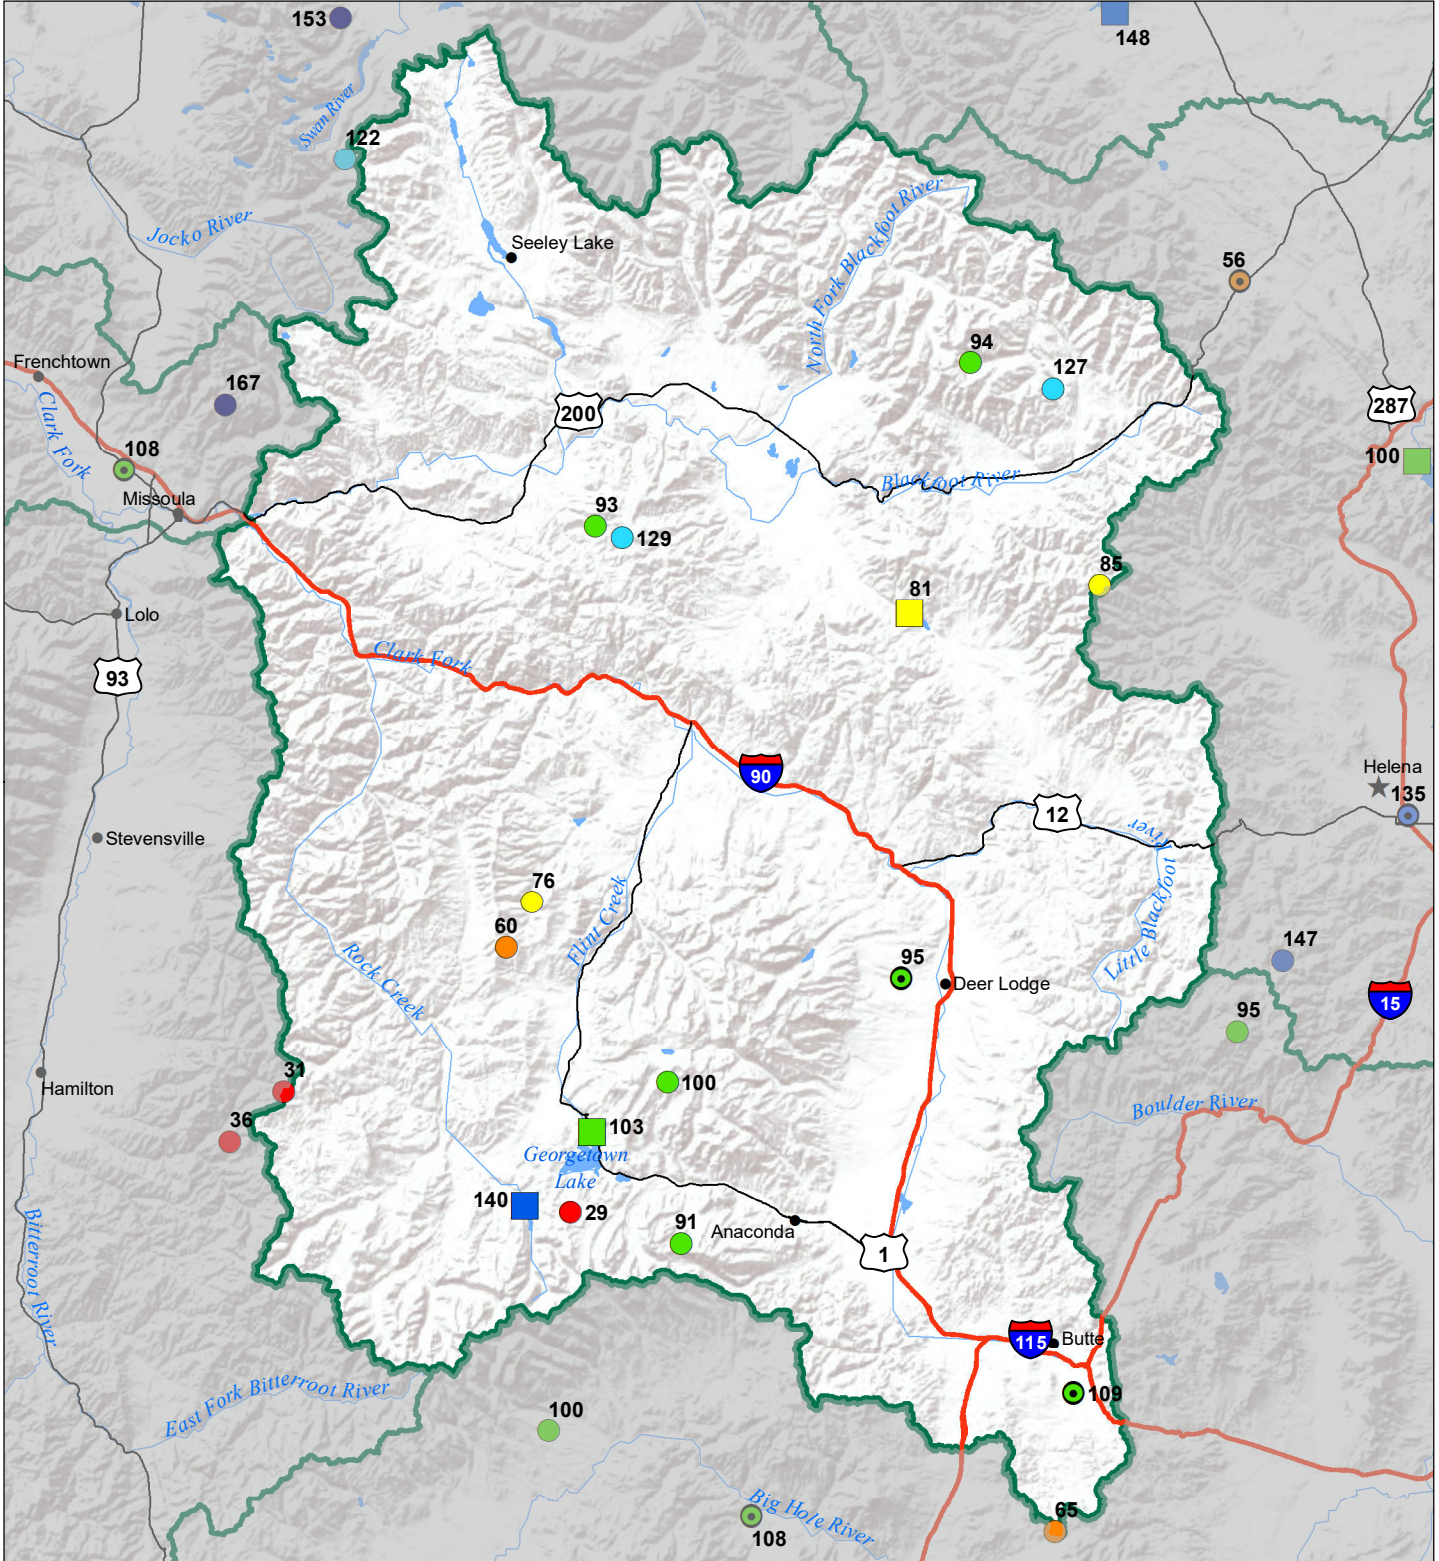 153
148
Swan River
122
Jocko River
Seeley Lake
North Fork Blackfoot River
56
94
127
Frenchtown
Clark Fork
167
200
287
108
Missoula
100
Blackfoot River
93
129
85
81
Lolo
93
Clark Fork
90
Helena
135
12
Stevensville
River
Little Blackfoot
76
60
Flint Creek
Rock Creek
95
Deer Lodge
147
15
95
Hamilton
31
100
36
103
Boulder River
Georgetown
Lake
140
29
91
Anaconda
1
Bitterroot River
115
Butte
109
East Fork Bitterroot River
100
Big Hole River
108
65